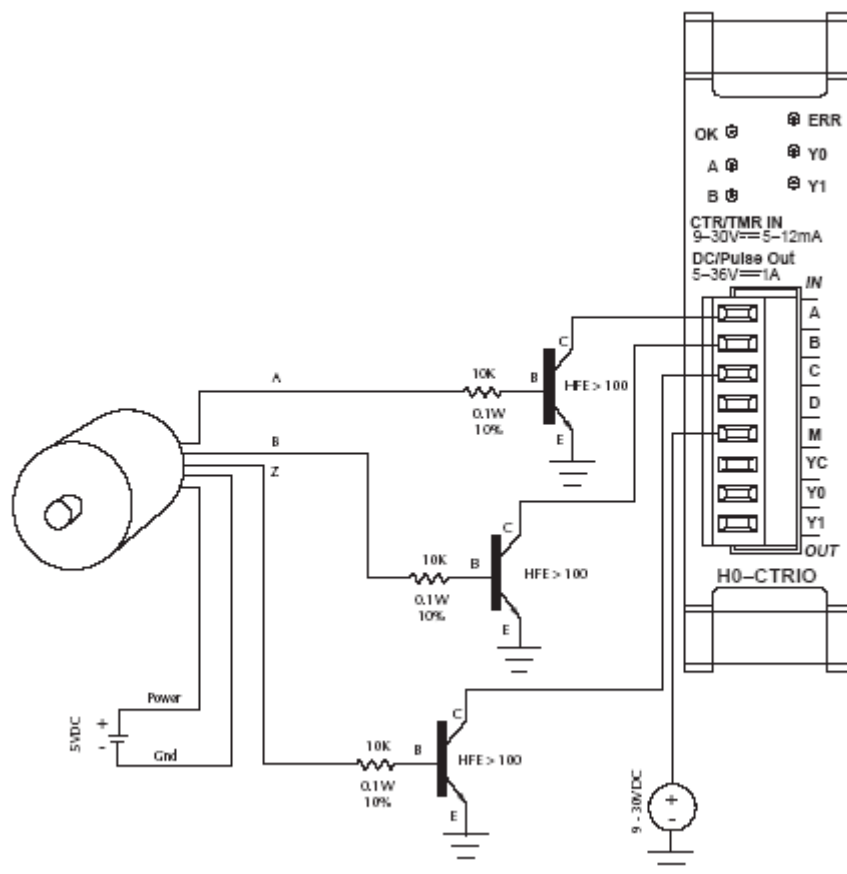 ERR
OK
Y0
A
Y1
B
CTR/TMR IN
9–30V⎓5–12mA
DC/Pulse Out
5–36V⎓1A
IN
A
B
C
D
M
YC
Y0
Y1
OUT
H0–CTRIO
A
10K
0.1W
10%
B
C
HFE > 100
E
B
Z
10K
0.1W
10%
B
C
HFE > 100
E
10K
0.1W
10%
B
C
HFE > 100
E
Power
5VDC
+
-
Gnd
9 - 30VDC
+
-